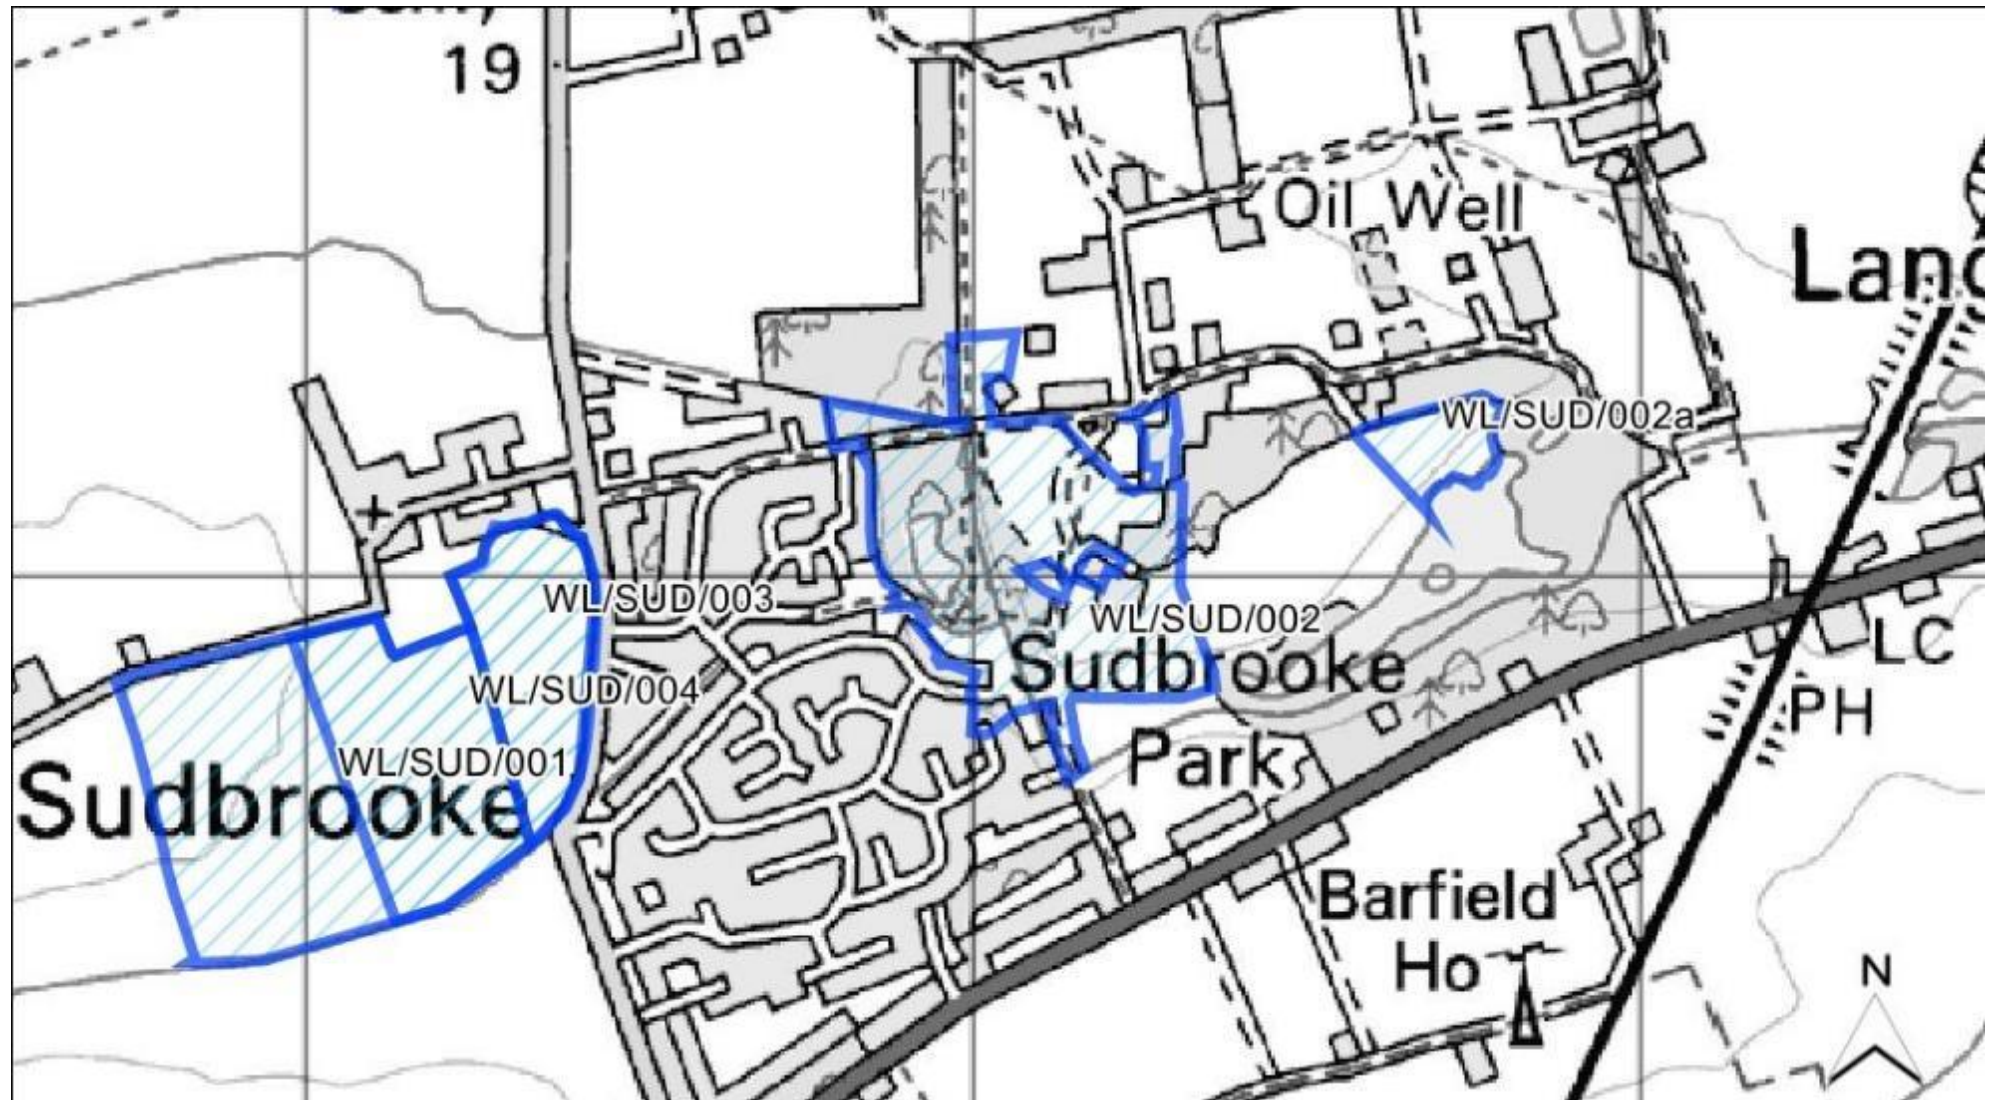 19
Oil Well
Lanc
WL/SUD/002a
WL/SUD/003
WL/SUD/002
Sudbrooke
Park
LC
WL/SUD/004
PH
WL/SUD/001
Sudbrooke
Barfield
Ho
N